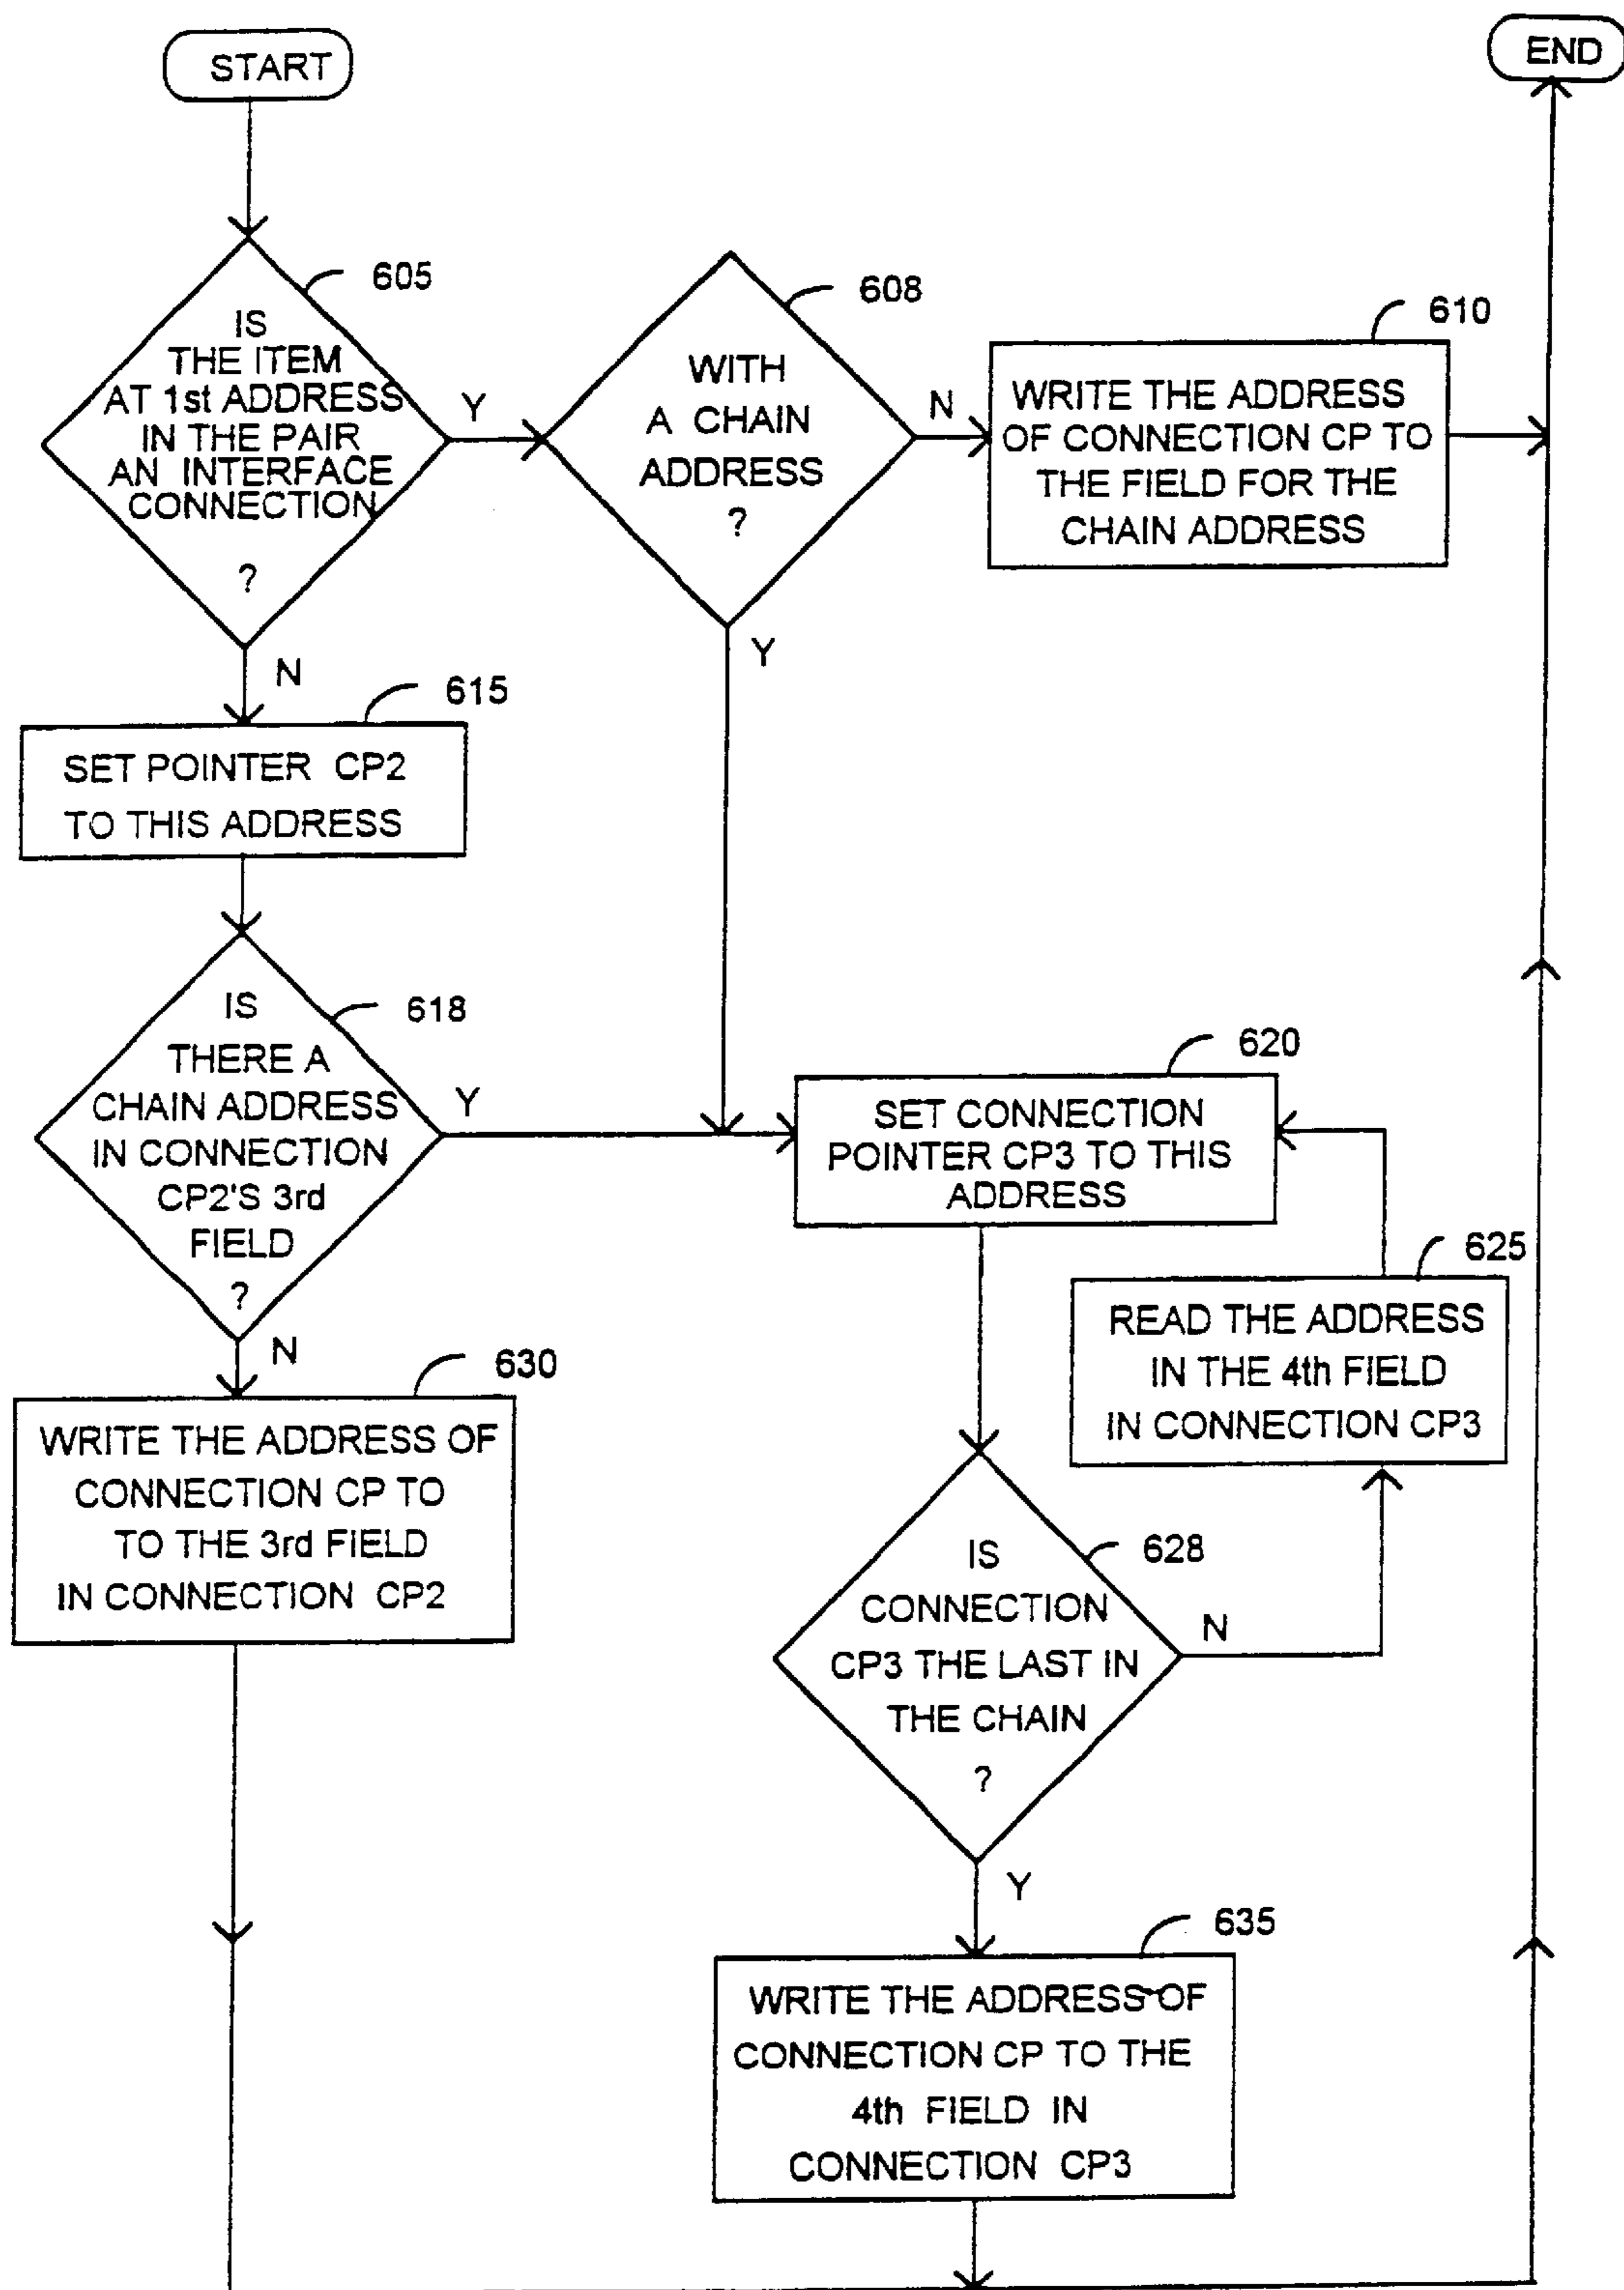 START
END
605
IS
THE ITEM
AT 1st ADDRESS
IN THE PAIR
AN INTERFACE
CONNECTION
?
Y
N
608
WITH
A CHAIN
ADDRESS
?
N
Y
610
WRITE THE ADDRESS
OF CONNECTION CP TO
THE FIELD FOR THE
CHAIN ADDRESS
615
SET POINTER CP2
TO THIS ADDRESS
618
IS
THERE A
CHAIN ADDRESS
IN CONNECTION
CP2'S 3rd
FIELD
?
Y
N
620
SET CONNECTION
POINTER CP3 TO THIS
ADDRESS
625
READ THE ADDRESS
IN THE 4th FIELD
IN CONNECTION CP3
630
WRITE THE ADDRESS OF
CONNECTION CP TO
TO THE 3rd FIELD
IN CONNECTION CP2
628
IS
CONNECTION
CP3 THE LAST IN
THE CHAIN
?
N
Y
635
WRITE THE ADDRESS OF
CONNECTION CP TO THE
4th FIELD IN
CONNECTION CP3